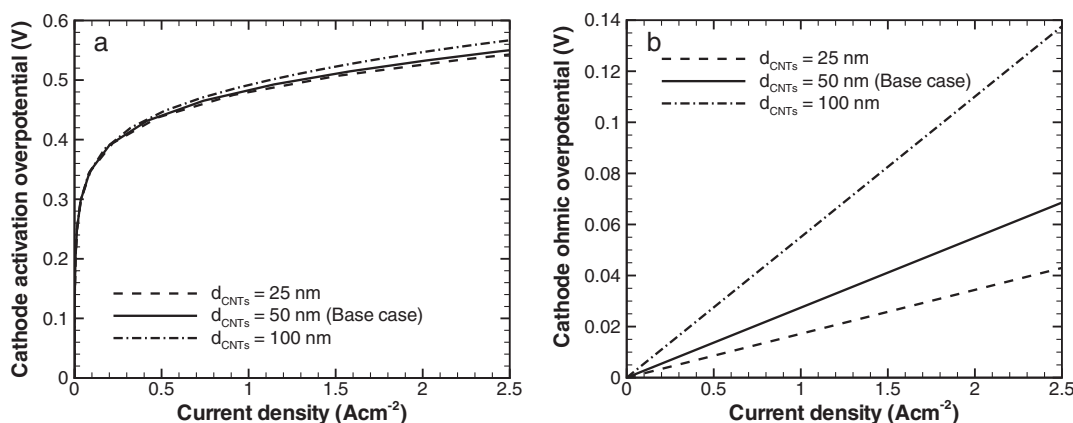 a
Cathode activation overpotential (V)
0.6
0.5
0.4
0.3
0.2
0.1
0
d_CNTs = 25 nm
d_CNTs = 50 nm (Base case)
d_CNTs = 100 nm
0 0.5 1 1.5 2 2.5
Current density (Acm⁻²)
b
Cathode ohmic overpotential (V)
0.14
0.12
0.1
0.08
0.06
0.04
0.02
0
d_CNTs = 25 nm
d_CNTs = 50 nm (Base case)
d_CNTs = 100 nm
0 0.5 1 1.5 2 2.5
Current density (Acm⁻²)